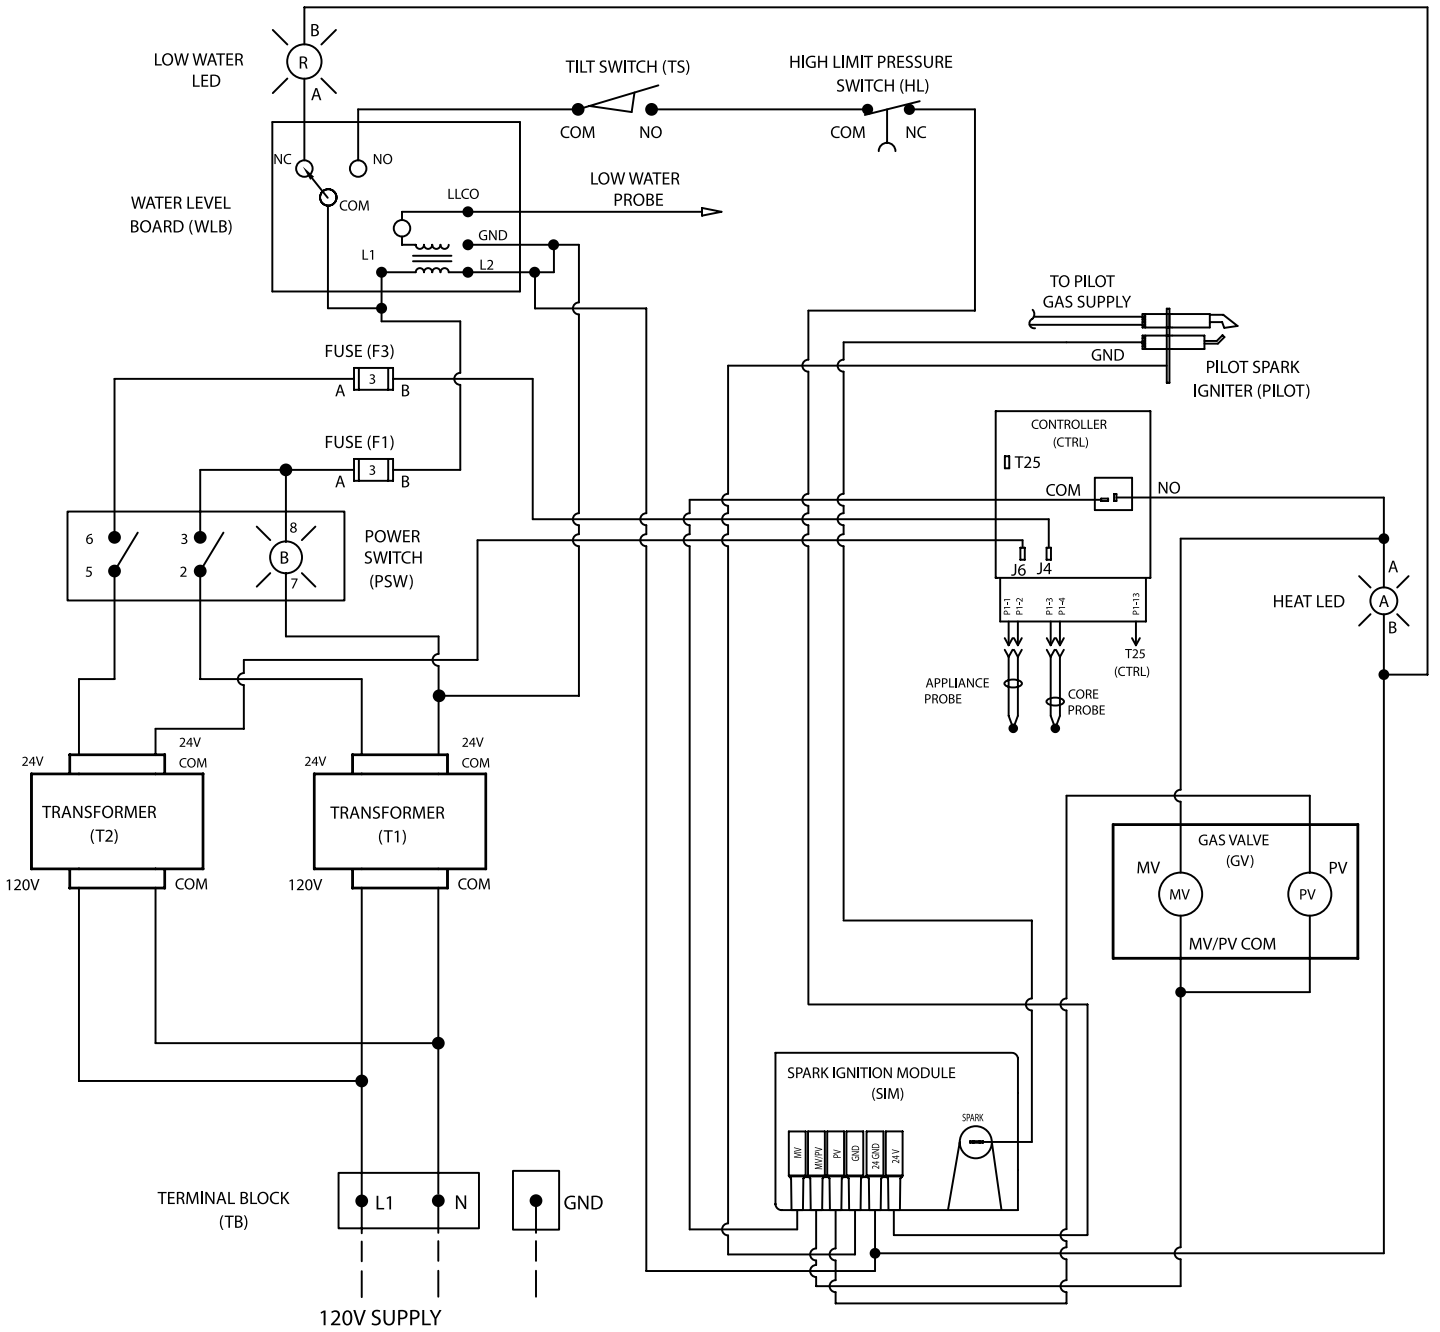 B
LOW WATER
LED
R
A
TILT SWITCH (TS)
HIGH LIMIT PRESSURE
SWITCH (HL)
COM
NO
COM
NC
NC
NO
COM
WATER LEVEL
BOARD (WLB)
LLCO
LOW WATER
PROBE
GND
L1
L2
TO PILOT
GAS SUPPLY
GND
PILOT SPARK
IGNITER (PILOT)
FUSE (F3)
3
A
B
FUSE (F1)
3
A
B
CONTROLLER
(CTRL)
T25
COM
NO
6
3
8
B
5
2
7
POWER
SWITCH
(PSW)
J6
J4
P1-1
P1-2
P1-3
P1-4
P1-13
T25
(CTRL)
APPLIANCE
PROBE
CORE
PROBE
HEAT LED
A
A
B
24V
24V
COM
TRANSFORMER
(T2)
120V
COM
24V
24V
COM
TRANSFORMER
(T1)
120V
COM
GAS VALVE
(GV)
MV
MV
PV
PV
MV/PV COM
SPARK IGNITION MODULE
(SIM)
SPARK
MV
MV/PV
PV
GND
24 GND
24 V
TERMINAL BLOCK
(TB)
L1
N
GND
120V SUPPLY